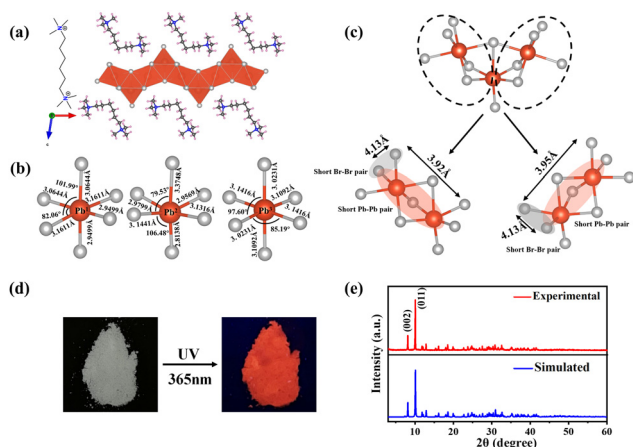 (a)
(b)
101.99°
3.0644Å
3.0644Å
3.1611Å
82.06°
2.9499Å
3.1611Å
2.9499Å
79.53°
3.3748Å
2.9799Å
2.9569Å
3.1316Å
3.1441Å
106.48°
2.8138Å
3.0231Å
3.1416Å
3.1092Å
97.60°
3.1416Å
3.0231Å
3.1092Å
85.19°
(c)
4.13Å
3.92Å
Short Br-Br pair
Short Pb-Pb pair
3.95Å
4.13Å
Short Pb-Pb pair
Short Br-Br pair
(d)
UV
365nm
(e)
Intensity (a.u.)
(002)
(011)
Experimental
Simulated
10 20 30 40 50 60
2θ (degree)